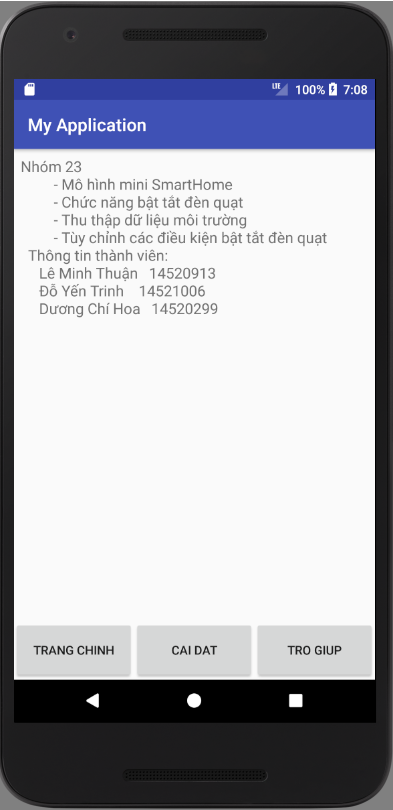 LTE 100% 7:08
My Application
Nhóm 23
- Mô hình mini SmartHome
- Chức năng bật tắt đèn quạt
- Thu thập dữ liệu môi trường
- Tùy chỉnh các điều kiện bật tắt đèn quạt
Thông tin thành viên:
Lê Minh Thuận 14520913
Đỗ Yến Trinh 14521006
Dương Chí Hoa 14520299
TRANG CHINH CAI DAT TRO GIUP